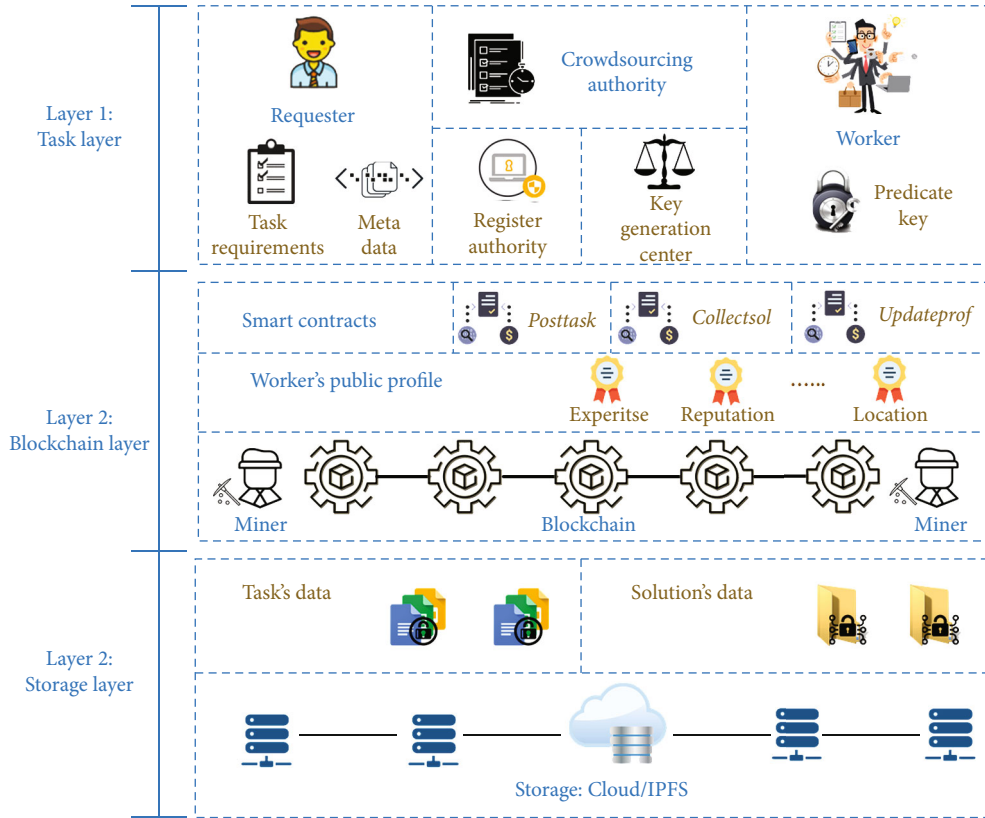 Layer 1:
Task layer
Requester
Task
requirements
Meta
data
Crowdsourcing
authority
Register
authority
Key
generation
center
Worker
Predicate
key
Layer 2:
Blockchain layer
Smart contracts
Posttask
Collectsol
Updateprof
Worker's public profile
Experitse
Reputation
......
Location
Miner
Blockchain
Miner
Layer 2:
Storage layer
Task's data
Solution's data
Storage: Cloud/IPFS